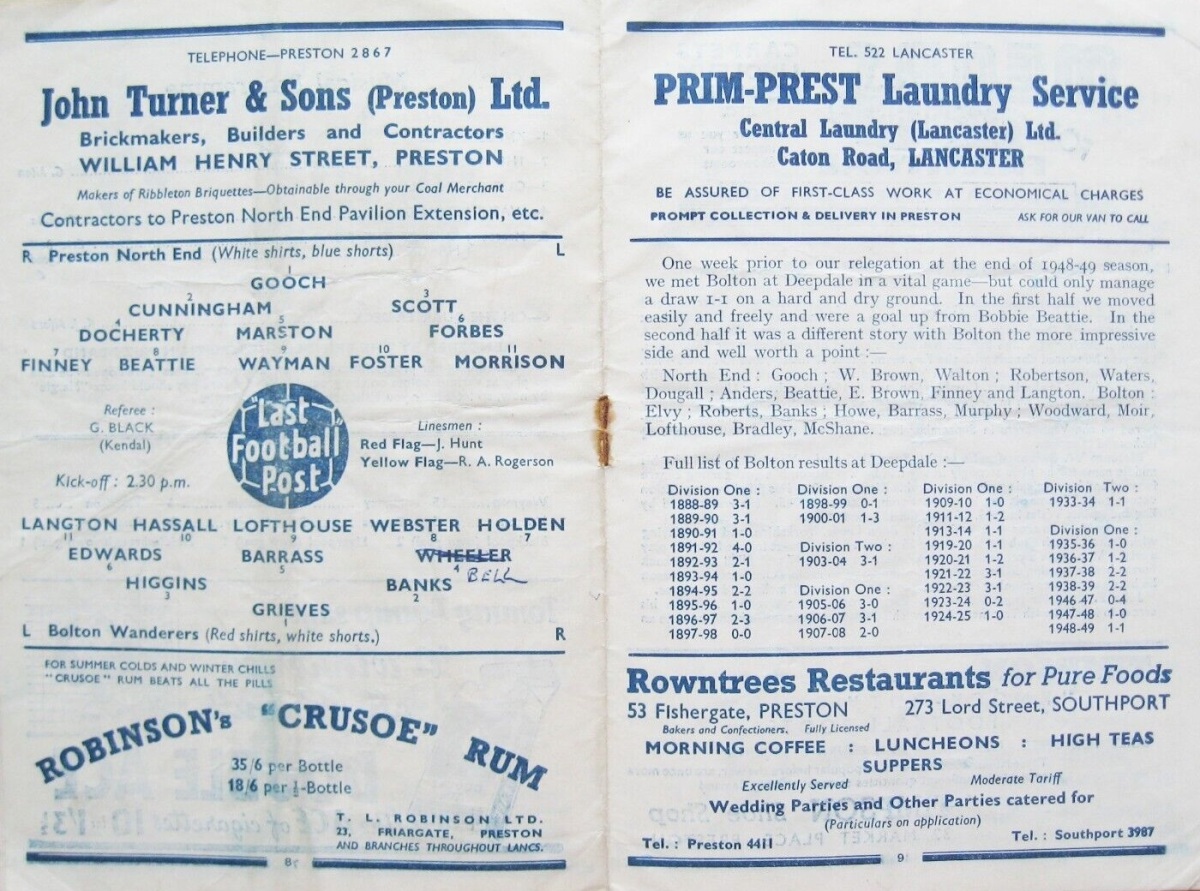 TELEPHONE—PRESTON 2867
John Turner & Sons (Preston) Ltd.
Brickmakers, Builders and Contractors
WILLIAM HENRY STREET, PRESTON
Makers of Ribbleton Briquettes—Obtainable through your Coal Merchant
Contractors to Preston North End Pavilion Extension, etc.
R Preston North End (White shirts, blue shorts) L
1
GOOCH
2 3
CUNNINGHAM SCOTT
4 5 6
DOCHERTY MARSTON FORBES
7 8 9 10 11
FINNEY BEATTIE WAYMAN FOSTER MORRISON
Referee :
G. BLACK
(Kendal)
Kick-off : 2.30 p.m.
"Last
Football
Post"
Linesmen :
Red Flag—J. Hunt
Yellow Flag—R. A. Rogerson
LANGTON HASSALL LOFTHOUSE WEBSTER HOLDEN
11 10 9 8 7
EDWARDS BARRASS WHEELER
6 5 4 BELL
HIGGINS BANKS
3 2
GRIEVES
1
L Bolton Wanderers (Red shirts, white shorts.) R
FOR SUMMER COLDS AND WINTER CHILLS
"CRUSOE" RUM BEATS ALL THE PILLS
ROBINSON'S "CRUSOE" RUM
35/6 per Bottle
18/6 per ½-Bottle
T. L. ROBINSON LTD.
23, FRIARGATE, PRESTON
AND BRANCHES THROUGHOUT LANCS.
8
TEL. 522 LANCASTER
PRIM-PREST Laundry Service
Central Laundry (Lancaster) Ltd.
Caton Road, LANCASTER
BE ASSURED OF FIRST-CLASS WORK AT ECONOMICAL CHARGES
PROMPT COLLECTION & DELIVERY IN PRESTON ASK FOR OUR VAN TO CALL
One week prior to our relegation at the end of 1948-49 season,
we met Bolton at Deepdale in a vital game—but could only manage
a draw 1-1 on a hard and dry ground. In the first half we moved
easily and freely and were a goal up from Bobbie Beattie. In the
second half it was a different story with Bolton the more impressive
side and well worth a point :—
North End : Gooch ; W. Brown, Walton ; Robertson, Waters,
Dougall ; Anders, Beattie, E. Brown, Finney and Langton. Bolton :
Elvy ; Roberts, Banks ; Howe, Barrass, Murphy ; Woodward, Moir,
Lofthouse, Bradley, McShane.
Full list of Bolton results at Deepdale :—
Division One :
1888-89 3-1
1889-90 3-1
1890-91 1-0
1891-92 4-0
1892-93 2-1
1893-94 1-0
1894-95 2-2
1895-96 1-0
1896-97 2-3
1897-98 0-0
Division One :
1898-99 0-1
1900-01 1-3
Division Two :
1903-04 3-1
Division One :
1905-06 3-0
1906-07 3-1
1907-08 2-0
Division One :
1909-10 1-0
1911-12 1-2
1913-14 1-1
1919-20 1-1
1920-21 1-2
1921-22 3-1
1922-23 3-1
1923-24 0-2
1924-25 1-0
Division Two :
1933-34 1-1
Division One :
1935-36 1-0
1936-37 1-2
1937-38 2-2
1938-39 2-2
1946-47 0-4
1947-48 1-0
1948-49 1-1
Rowntrees Restaurants for Pure Foods
53 Fishergate, PRESTON 273 Lord Street, SOUTHPORT
Bakers and Confectioners. Fully Licensed
MORNING COFFEE : LUNCHEONS : HIGH TEAS
SUPPERS
Excellently Served Moderate Tariff
Wedding Parties and Other Parties catered for
(Particulars on application)
Tel. : Preston 4411 Tel. : Southport 3987
9